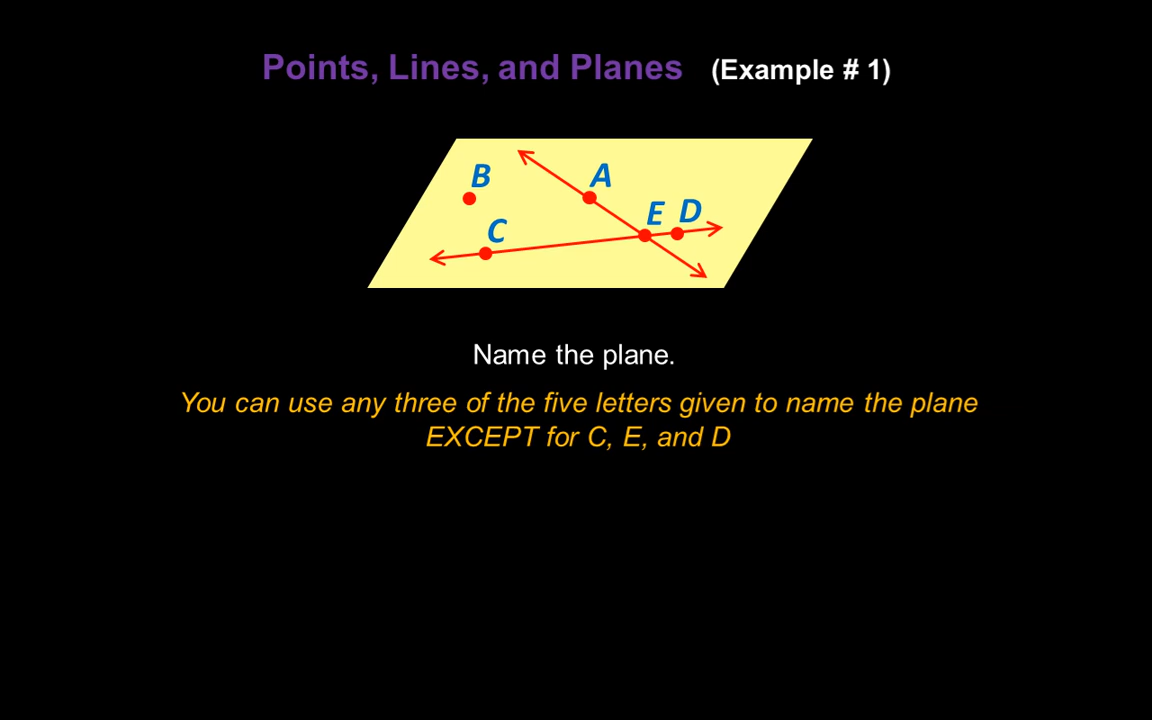 Points, Lines, and Planes (Example # 1)
B
A
E D
C
Name the plane.
You can use any three of the five letters given to name the plane
EXCEPT for C, E, and D